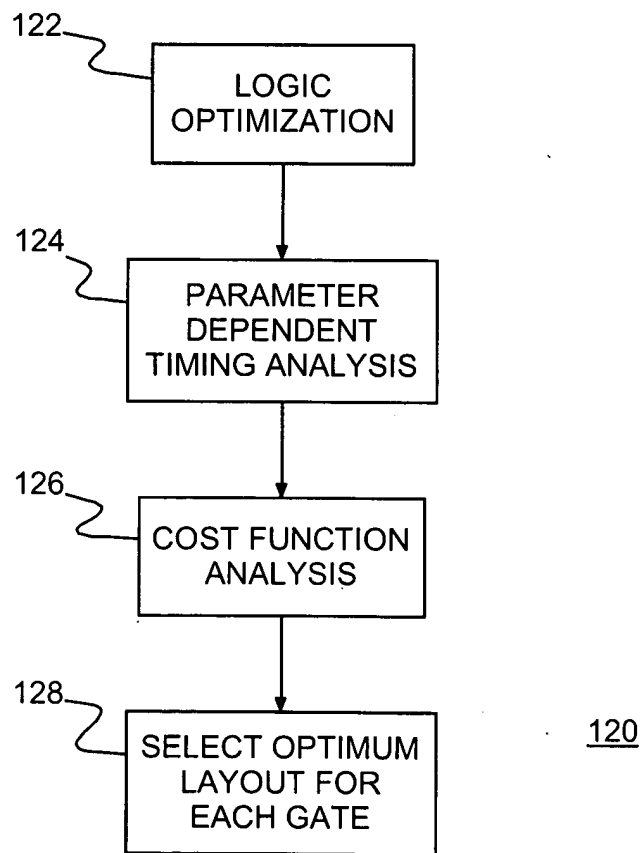 122
LOGIC
OPTIMIZATION
124
PARAMETER
DEPENDENT
TIMING ANALYSIS
126
COST FUNCTION
ANALYSIS
128
SELECT OPTIMUM
LAYOUT FOR
EACH GATE
120